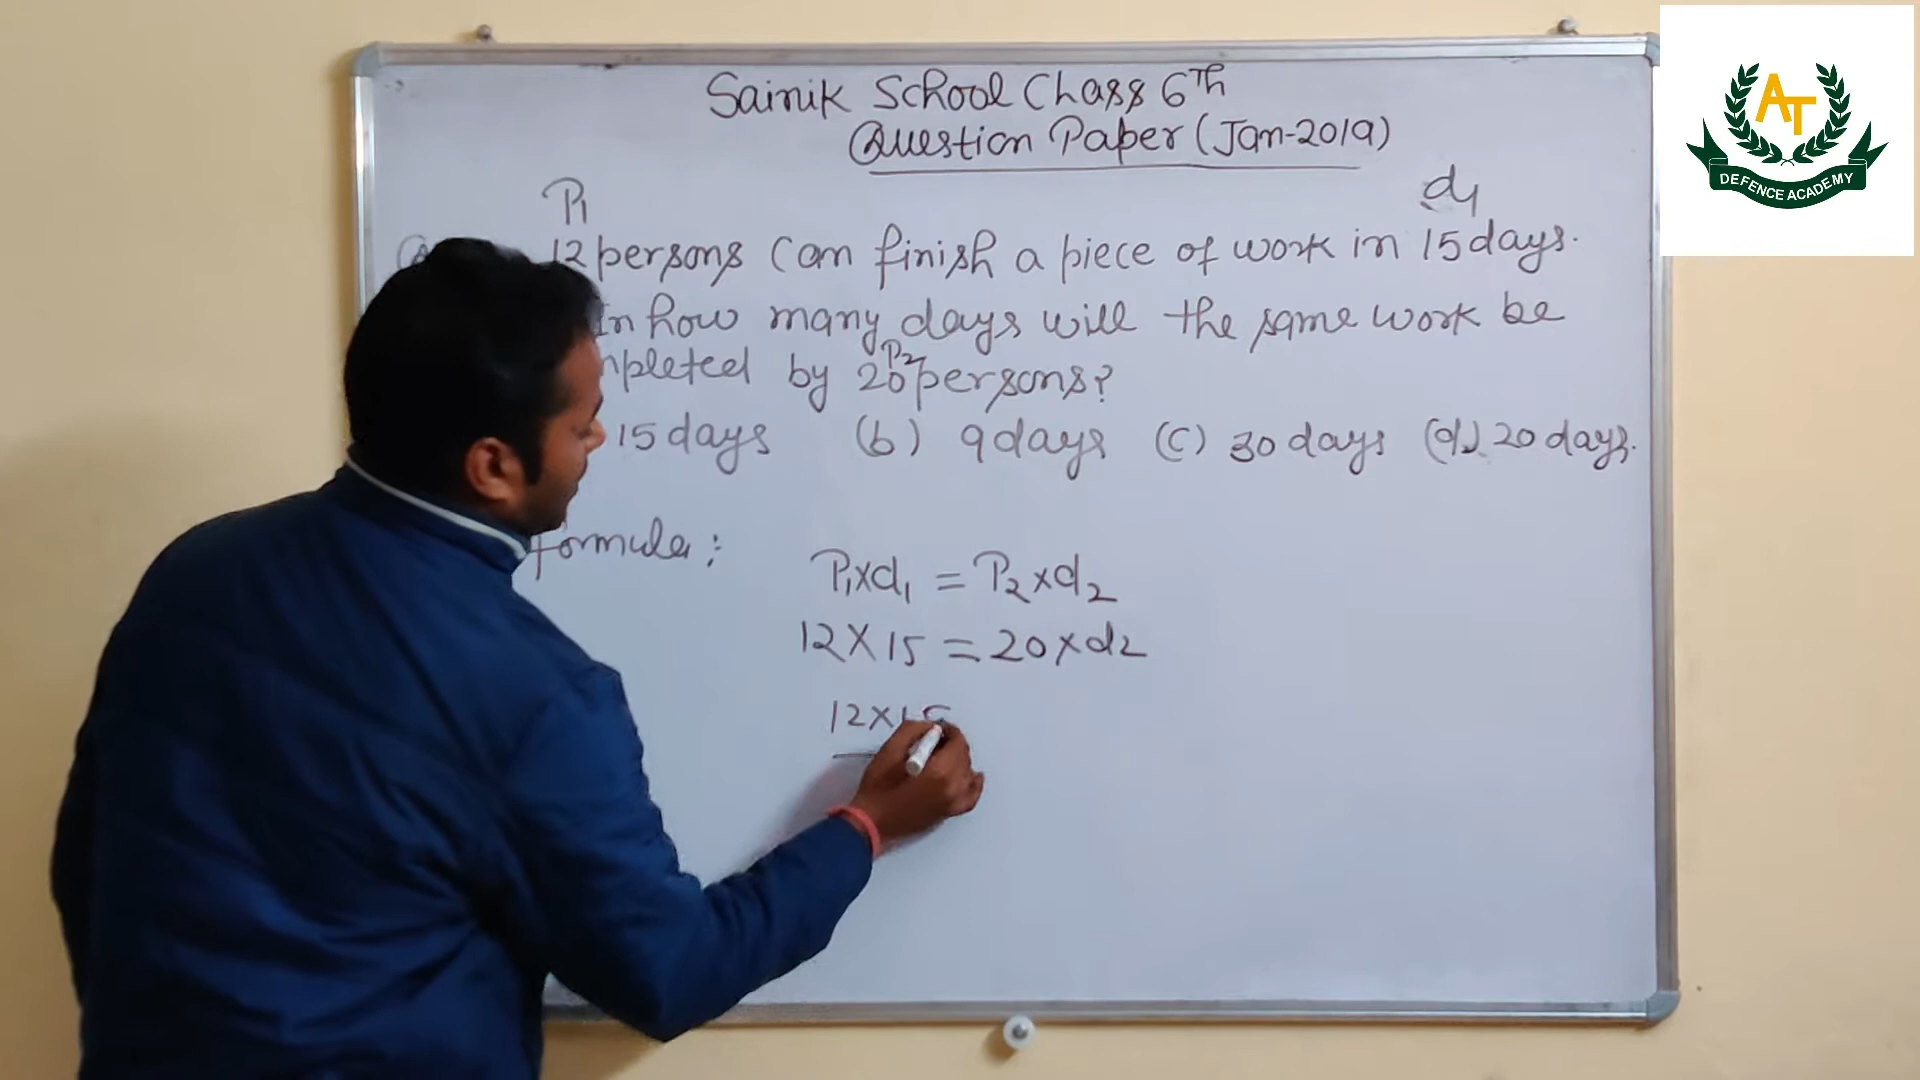 Sainik School Class 6th
Question Paper (Jan-2019)
P1 d1
12 persons Can finish a piece of work in 15 days.
In how many days will the same work be
P2
by 20 persons?
15 days (b) 9 days (C) 30 days (d) 20 days.
formula:
P1xd1 = P2xd2
12X15 = 20xd2
12x15
AT
DEFENCE ACADEMY